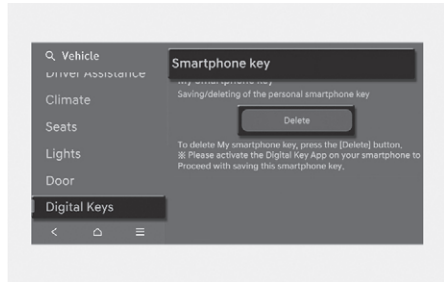 Vehicle
Driver Assistance
Climate
Seats
Lights
Door
Digital Keys
Smartphone key
My smartphone key
Saving/deleting of the personal smartphone key
Delete
To delete My smartphone key, press the [Delete] button,
※ Please activate the Digital Key App on your smartphone to
Proceed with saving this smartphone key,